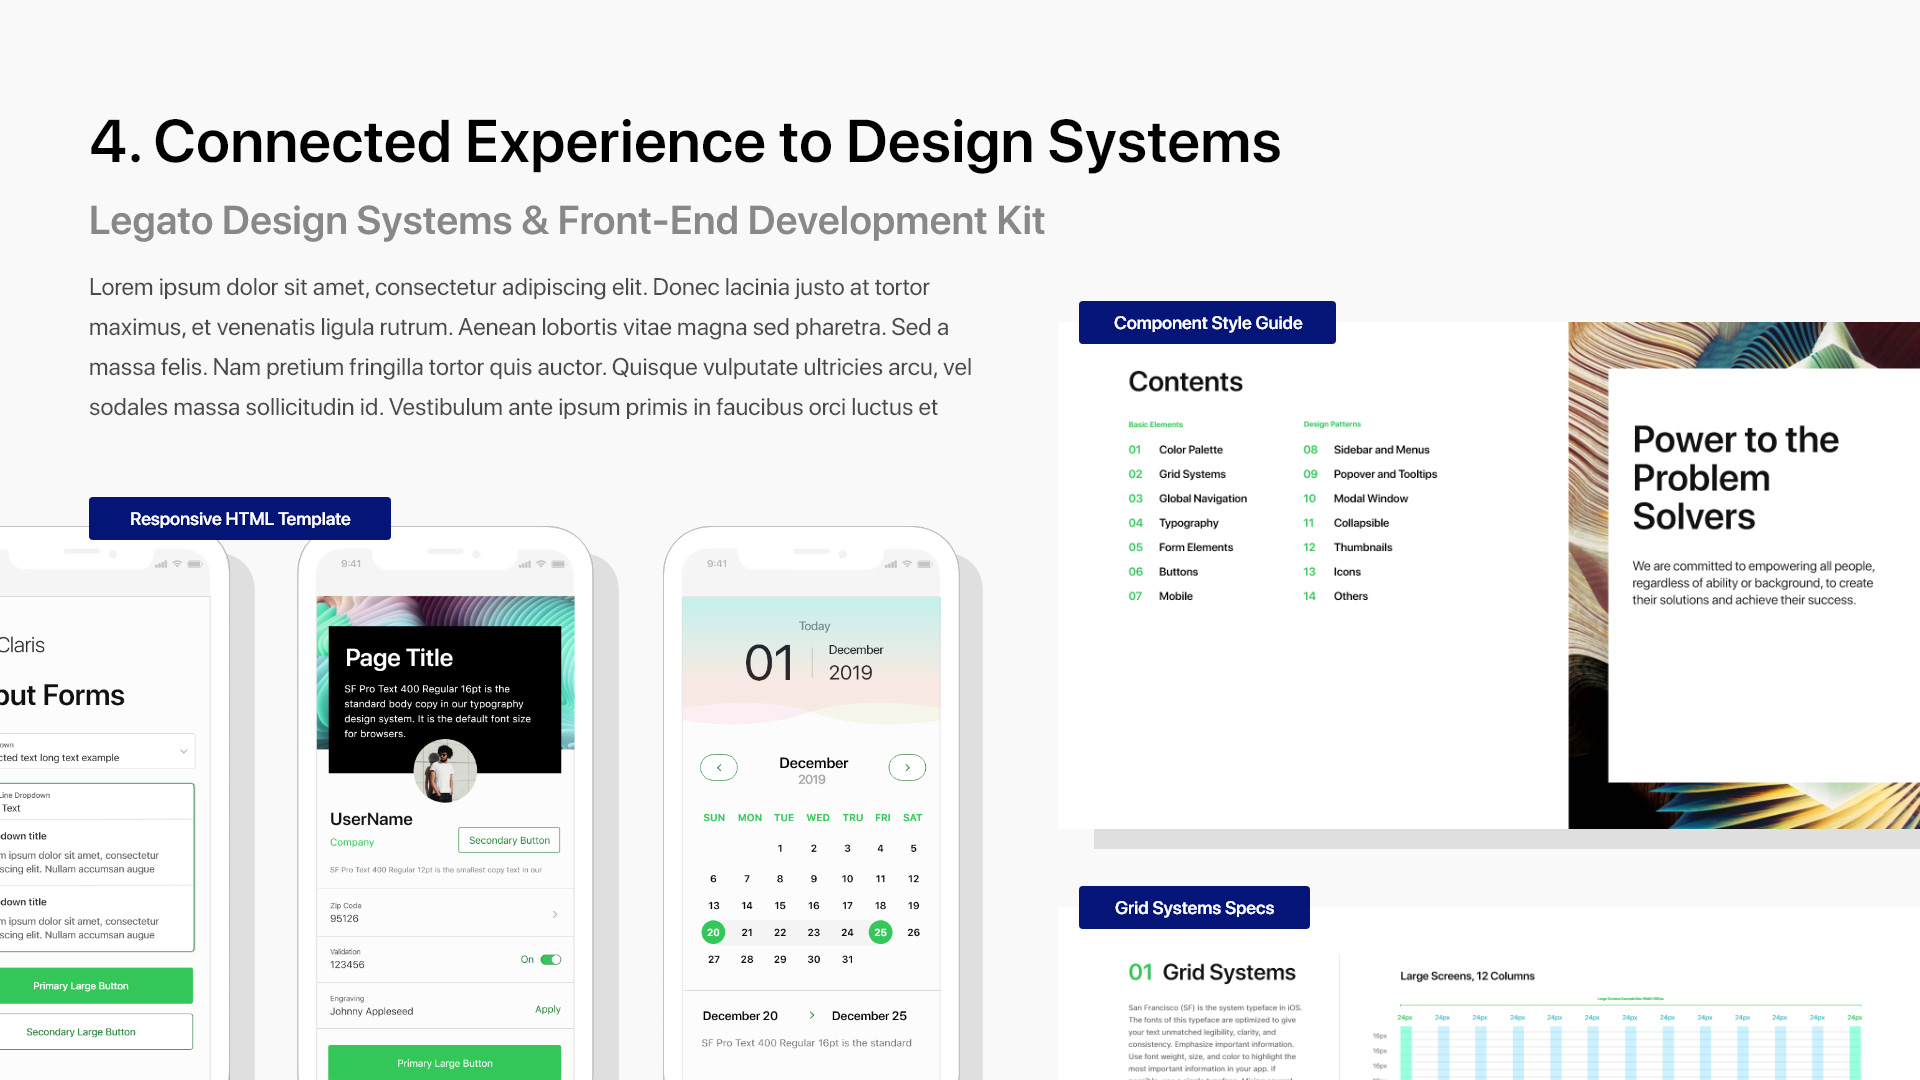 4. Connected Experience to Design Systems
Legato Design Systems & Front-End Development Kit
Lorem ipsum dolor sit amet, consectetur adipiscing elit. Donec lacinia justo at tortor
maximus, et venenatis ligula rutrum. Aenean lobortis vitae magna sed pharetra. Sed a
massa felis. Nam pretium fringilla tortor quis auctor. Quisque vulputate ultricies arcu, vel
sodales massa sollicitudin id. Vestibulum ante ipsum primis in faucibus orci luctus et
Responsive HTML Template
Claris
put Forms
cted text long text example
Line Dropdown
Text
down title
m ipsum dolor sit amet, consectetur
scing elit. Nullam accumsan augue
down title
m ipsum dolor sit amet, consectetur
scing elit. Nullam accumsan augue
Primary Large Button
Secondary Large Button
9:41
Page Title
SF Pro Text 400 Regular 16pt is the
standard body copy in our typography
design system. It is the default font size
for browsers.
UserName
Company
Secondary Button
SF Pro Text 400 Regular 12pt is the smallest copy text in our
Zip Code
95126
Validation
123456
On
Engraving
Johnny Appleseed
Apply
Primary Large Button
9:41
Today
01
December
2019
December
2019
SUN MON TUE WED TRU FRI SAT
1 2 3 4 5
6 7 8 9 10 11 12
13 14 15 16 17 18 19
20 21 22 23 24 25 26
27 28 29 30 31
December 20 > December 25
SF Pro Text 400 Regular 16pt is the standard
Component Style Guide
Contents
Basic Elements
01 Color Palette
02 Grid Systems
03 Global Navigation
04 Typography
05 Form Elements
06 Buttons
07 Mobile
Design Patterns
08 Sidebar and Menus
09 Popover and Tooltips
10 Modal Window
11 Collapsible
12 Thumbnails
13 Icons
14 Others
Power to the
Problem
Solvers
We are committed to empowering all people,
regardless of ability or background, to create
their solutions and achieve their success.
Grid Systems Specs
01 Grid Systems
San Francisco (SF) is the system typeface in iOS.
The fonts of this typeface are optimized to give
your text unmatched legibility, clarity, and
consistency. Emphasize important information.
Use font weight, size, and color to highlight the
most important information in your app. If
Large Screens, 12 Columns
24px 24px 24px 24px 24px 24px 24px 24px 24px 24px 24px 24px 24px
16px
16px
16px